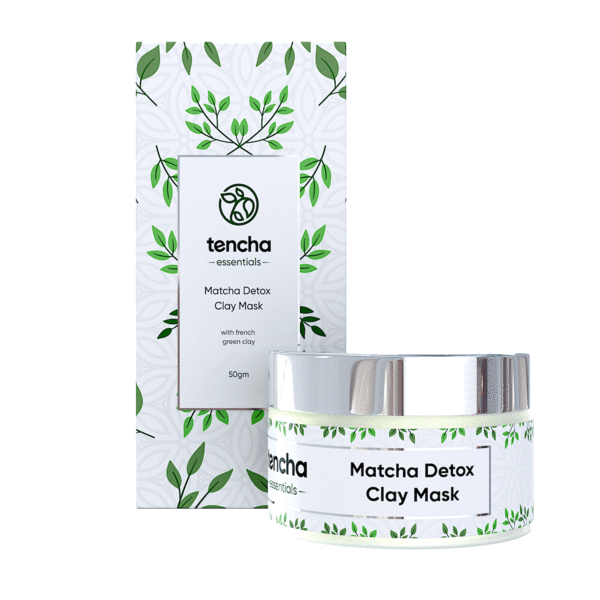 tencha
essentials
Matcha Detox
Clay Mask
with french
green clay
50gm
tencha
essentials
Matcha Detox
Clay Mask